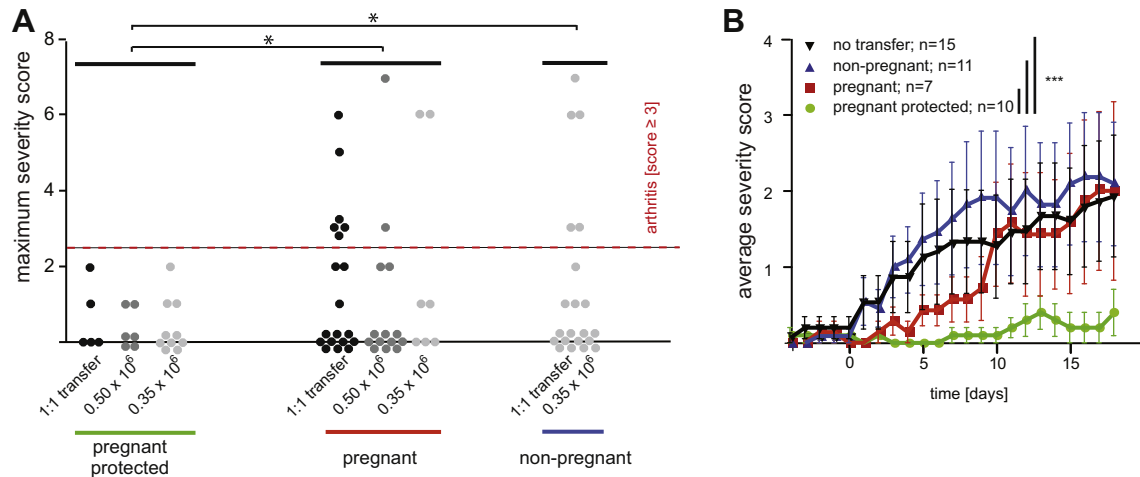 A
*
*
8
6
4
2
0
maximum severity score
arthritis [score ≥ 3]
1:1 transfer
0.50 x 10⁶
0.35 x 10⁶
1:1 transfer
0.50 x 10⁶
0.35 x 10⁶
1:1 transfer
0.35 x 10⁶
pregnant
protected
pregnant
non-pregnant
B
4
3
2
1
average severity score
no transfer; n=15
non-pregnant; n=11
pregnant; n=7
pregnant protected; n=10
***
0
5
10
15
time [days]